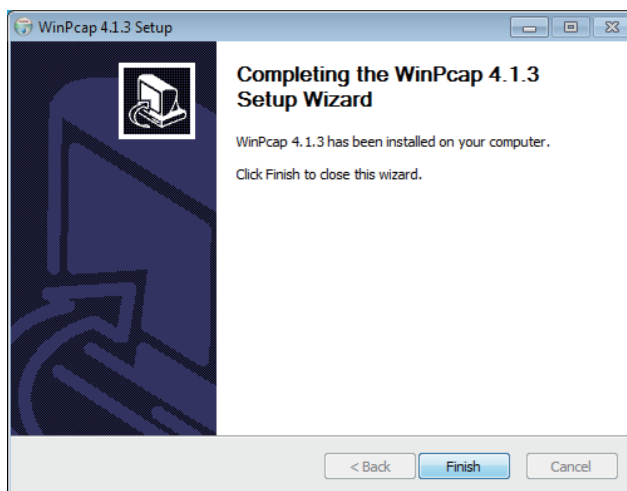 WinPcap 4.1.3 Setup
Completing the WinPcap 4.1.3
Setup Wizard
WinPcap 4.1.3 has been installed on your computer.
Click Finish to close this wizard.
< Back
Finish
Cancel